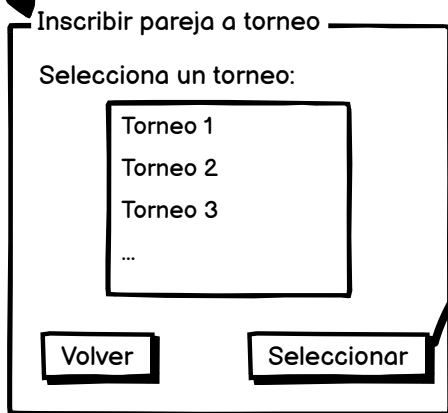 Inscribir pareja a torneo
Selecciona un torneo:
Torneo 1
Torneo 2
Torneo 3
...
Volver
Seleccionar